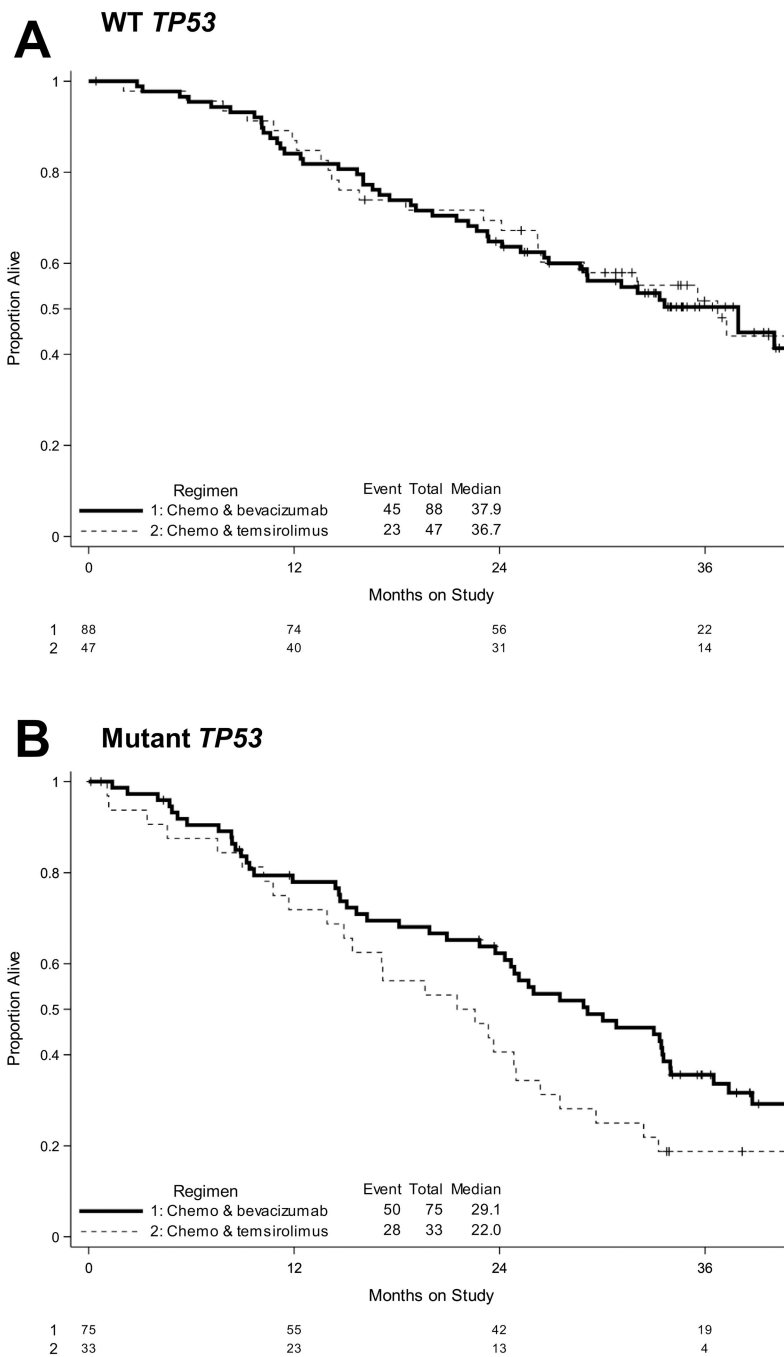 A WT TP53
1
0.8
0.6
0.5
0.4
0.2
0
Proportion Alive
Regimen Event Total Median
1: Chemo & bevacizumab 45 88 37.9
2: Chemo & temsirolimus 23 47 36.7
0 12 24 36
Months on Study
1 88 74 56 22
2 47 40 31 14
B Mutant TP53
1
0.8
0.6
0.5
0.4
0.2
0
Proportion Alive
Regimen Event Total Median
1: Chemo & bevacizumab 50 75 29.1
2: Chemo & temsirolimus 28 33 22.0
0 12 24 36
Months on Study
1 75 55 42 19
2 33 23 13 4